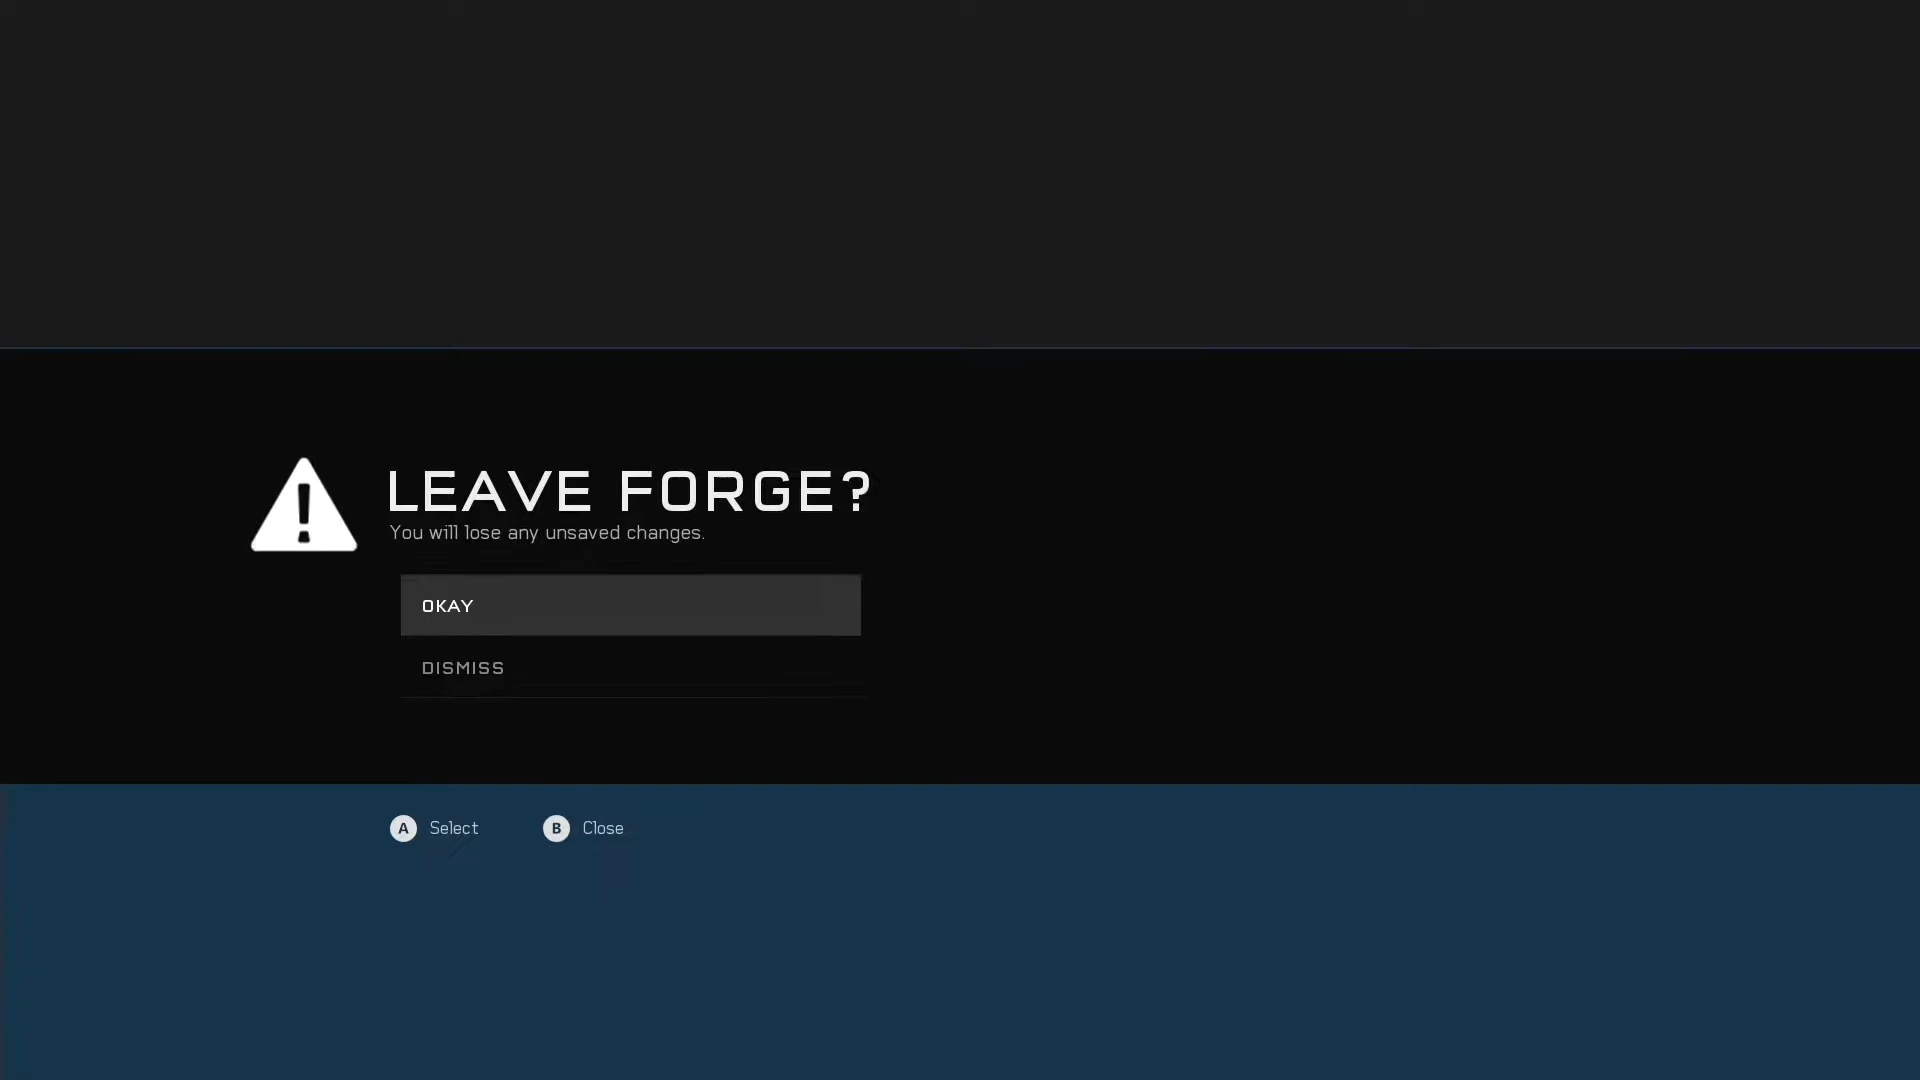 LEAVE FORGE?
You will lose any unsaved changes.
OKAY
DISMISS
A Select B Close